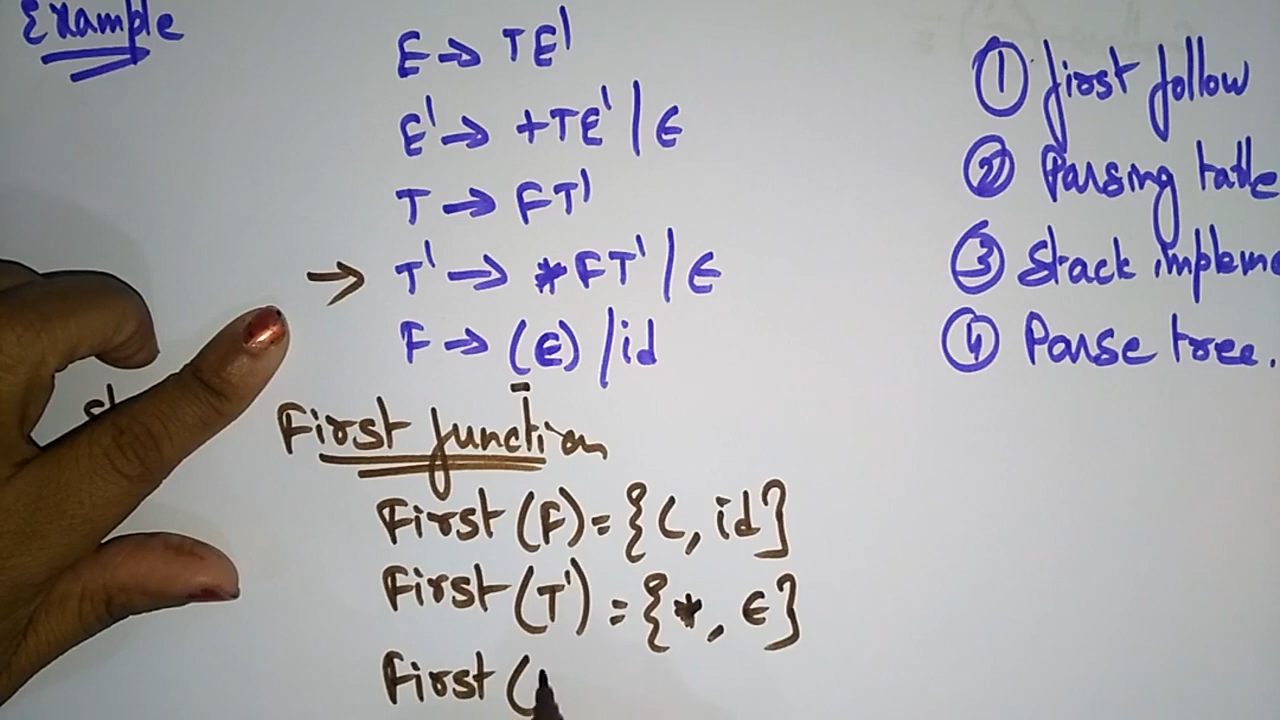 Example
E → TE'
E' → +TE' / ϵ
T → FT'
→ T' → *FT' / ϵ
F → (E) / id
① first follow
② Parsing table
③ Stack impleme
④ Parse tree.
First function
First (F) = {(, id}
First (T') = {*, ϵ}
First (